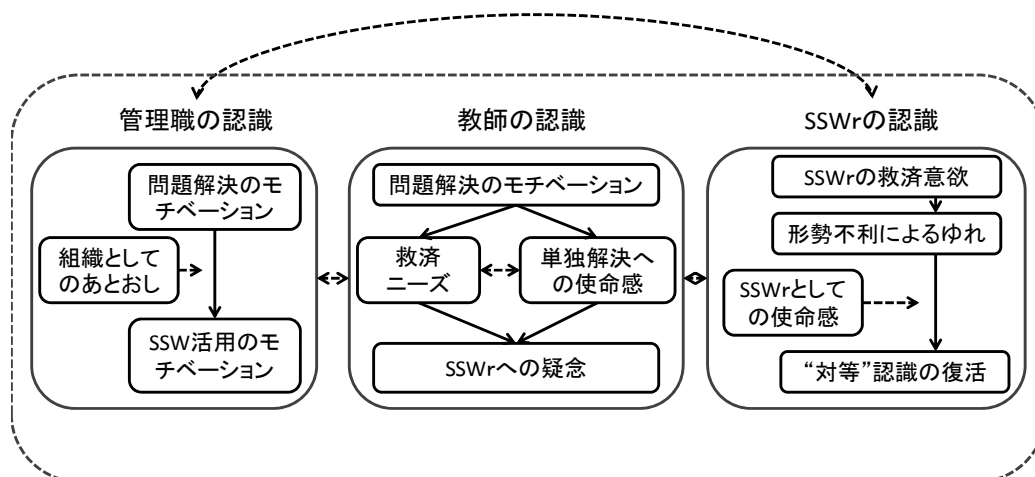 管理職の認識
問題解決のモ
チベーション
組織として
のあとおし
SSW活用のモ
チベーション
教師の認識
問題解決のモチベーション
救済
ニーズ
単独解決へ
の使命感
SSWrへの疑念
SSWrの認識
SSWrの救済意欲
形勢不利によるゆれ
SSWrとして
の使命感
“対等”認識の復活